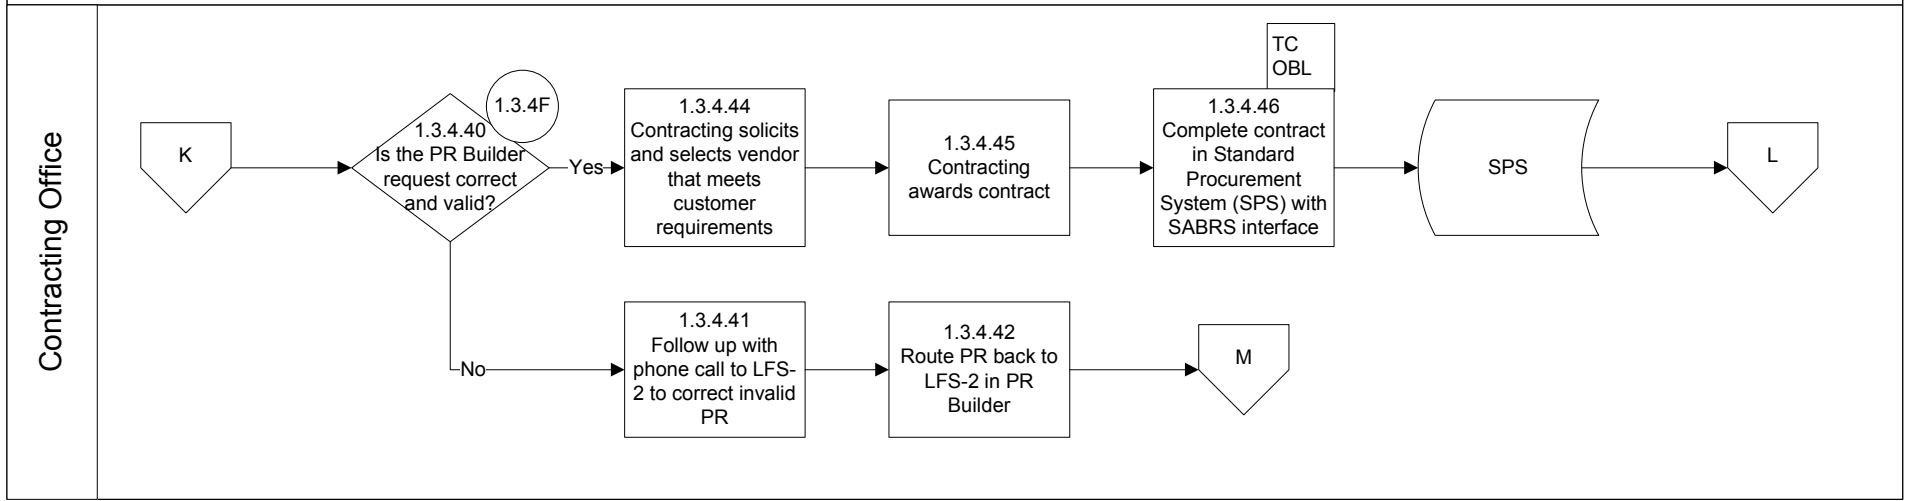 Contracting Office
K
1.3.4F
1.3.4.40
Is the PR Builder
request correct
and valid?
Yes
1.3.4.44
Contracting solicits
and selects vendor
that meets
customer
requirements
1.3.4.45
Contracting
awards contract
TC
OBL
1.3.4.46
Complete contract
in Standard
Procurement
System (SPS) with
SABRS interface
SPS
L
No
1.3.4.41
Follow up with
phone call to LFS-
2 to correct invalid
PR
1.3.4.42
Route PR back to
LFS-2 in PR
Builder
M